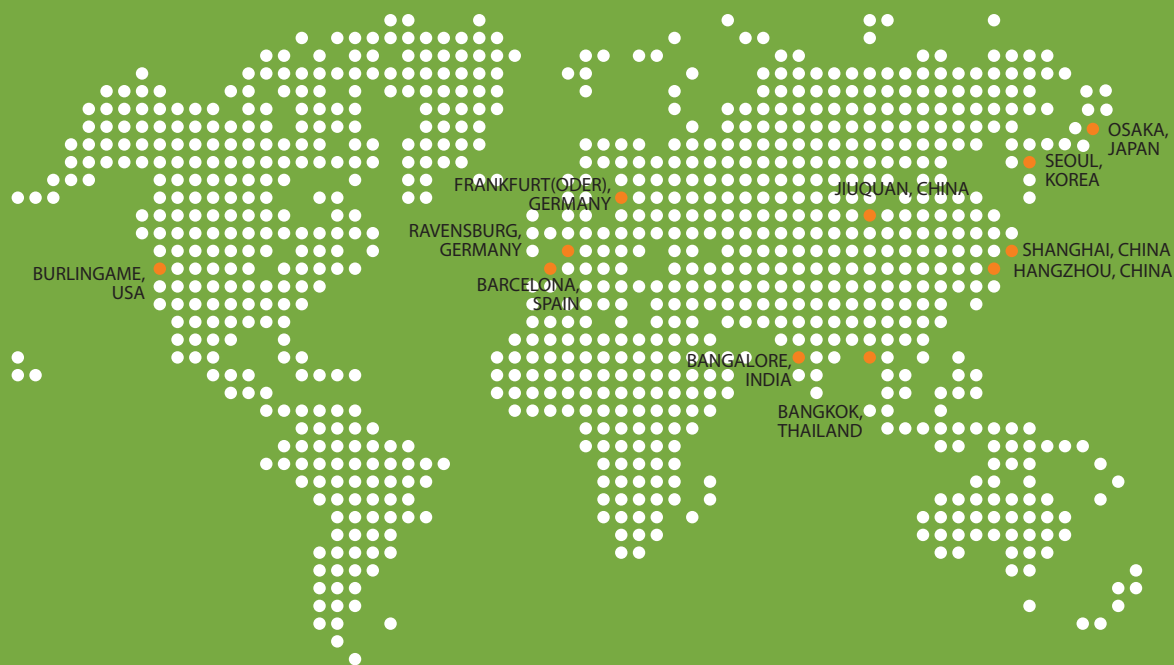 OSAKA,
JAPAN
SEOUL,
KOREA
FRANKFURT(ODER),
GERMANY
JIUQUAN, CHINA
RAVENSBURG,
GERMANY
SHANGHAI, CHINA
HANGZHOU, CHINA
BURLINGAME,
USA
BARCELONA,
SPAIN
BANGALORE,
INDIA
BANGKOK,
THAILAND